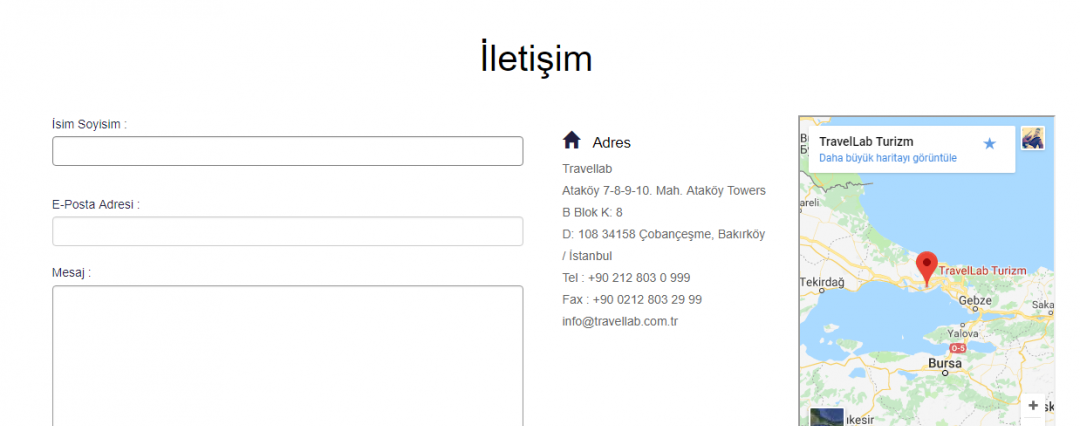 İletişim
İsim Soyisim :
E-Posta Adresi :
Mesaj :
Adres
Travellab
Ataköy 7-8-9-10. Mah. Ataköy Towers
B Blok K: 8
D: 108 34158 Çobançeşme, Bakırköy
/ İstanbul
Tel : +90 212 803 0 999
Fax : +90 0212 803 29 99
info@travellab.com.tr
TravelLab Turizm
Daha büyük haritayı görüntüle
areli
TravelLab Turizm
Tekirdağ
Gebze
Saka
Yalova
O-5
Bursa
ıkesir
+